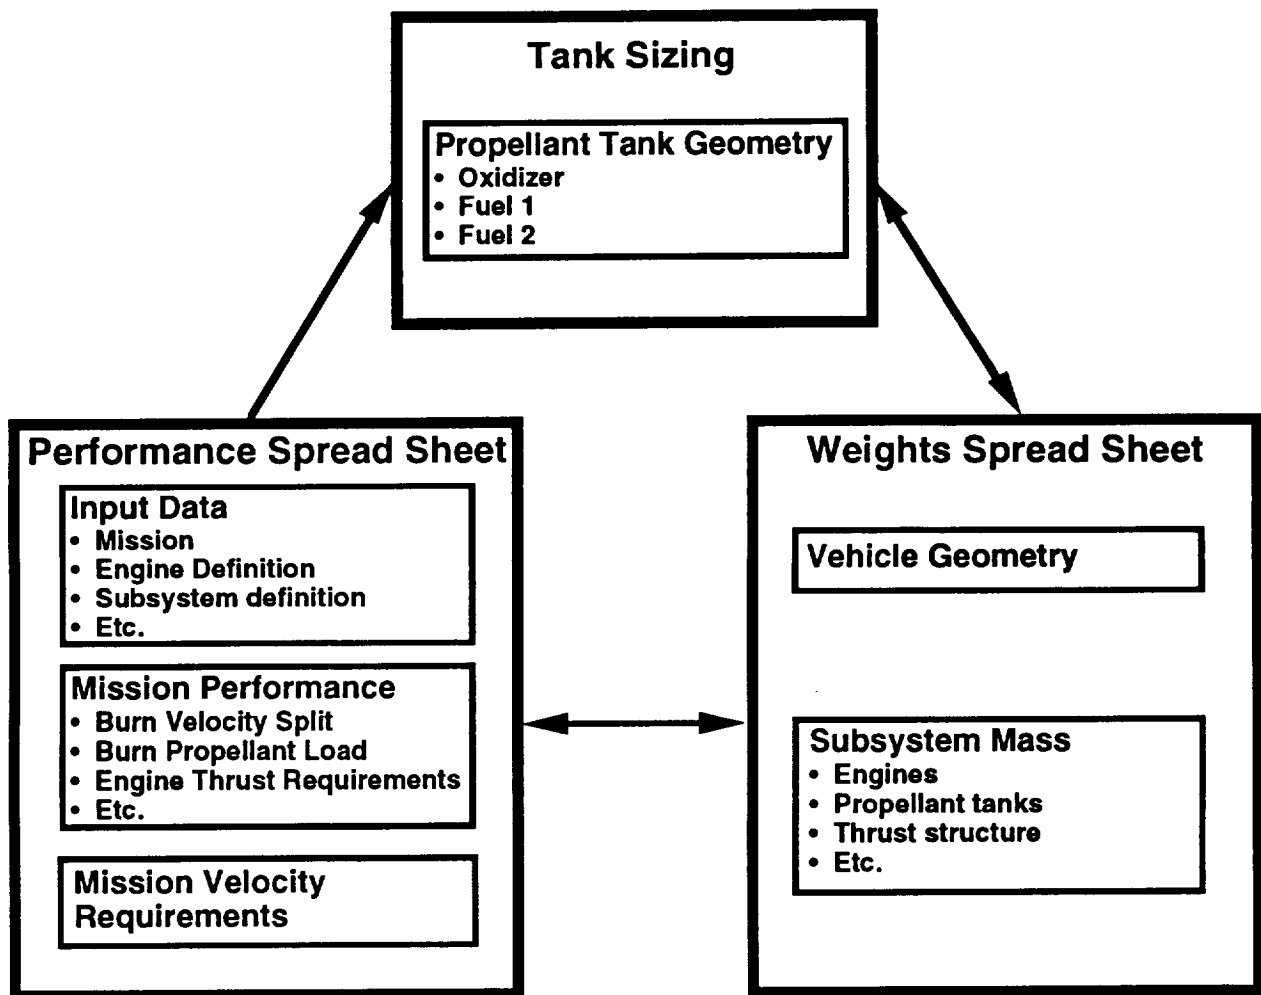 Tank Sizing
Propellant Tank Geometry
• Oxidizer
• Fuel 1
• Fuel 2
Performance Spread Sheet
Input Data
• Mission
• Engine Definition
• Subsystem definition
• Etc.
Mission Performance
• Burn Velocity Split
• Burn Propellant Load
• Engine Thrust Requirements
• Etc.
Mission Velocity
Requirements
Weights Spread Sheet
Vehicle Geometry
Subsystem Mass
• Engines
• Propellant tanks
• Thrust structure
• Etc.